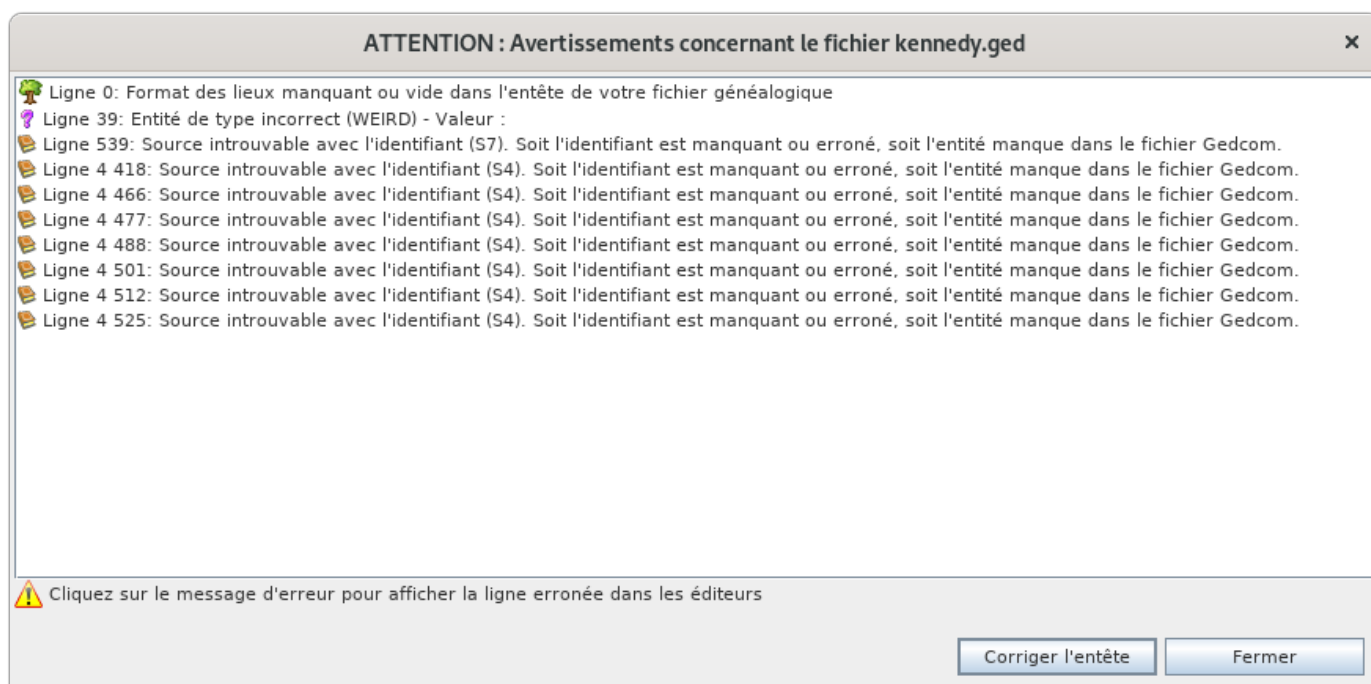 ATTENTION : Avertissements concernant le fichier kennedy.ged
Ligne 0: Format des lieux manquant ou vide dans l'entête de votre fichier généalogique
Ligne 39: Entité de type incorrect (WEIRD) - Valeur :
Ligne 539: Source introuvable avec l'identifiant (S7). Soit l'identifiant est manquant ou erroné, soit l'entité manque dans le fichier Gedcom.
Ligne 4 418: Source introuvable avec l'identifiant (S4). Soit l'identifiant est manquant ou erroné, soit l'entité manque dans le fichier Gedcom.
Ligne 4 466: Source introuvable avec l'identifiant (S4). Soit l'identifiant est manquant ou erroné, soit l'entité manque dans le fichier Gedcom.
Ligne 4 477: Source introuvable avec l'identifiant (S4). Soit l'identifiant est manquant ou erroné, soit l'entité manque dans le fichier Gedcom.
Ligne 4 488: Source introuvable avec l'identifiant (S4). Soit l'identifiant est manquant ou erroné, soit l'entité manque dans le fichier Gedcom.
Ligne 4 501: Source introuvable avec l'identifiant (S4). Soit l'identifiant est manquant ou erroné, soit l'entité manque dans le fichier Gedcom.
Ligne 4 512: Source introuvable avec l'identifiant (S4). Soit l'identifiant est manquant ou erroné, soit l'entité manque dans le fichier Gedcom.
Ligne 4 525: Source introuvable avec l'identifiant (S4). Soit l'identifiant est manquant ou erroné, soit l'entité manque dans le fichier Gedcom.
Cliquez sur le message d'erreur pour afficher la ligne erronée dans les éditeurs
Corriger l'entête
Fermer